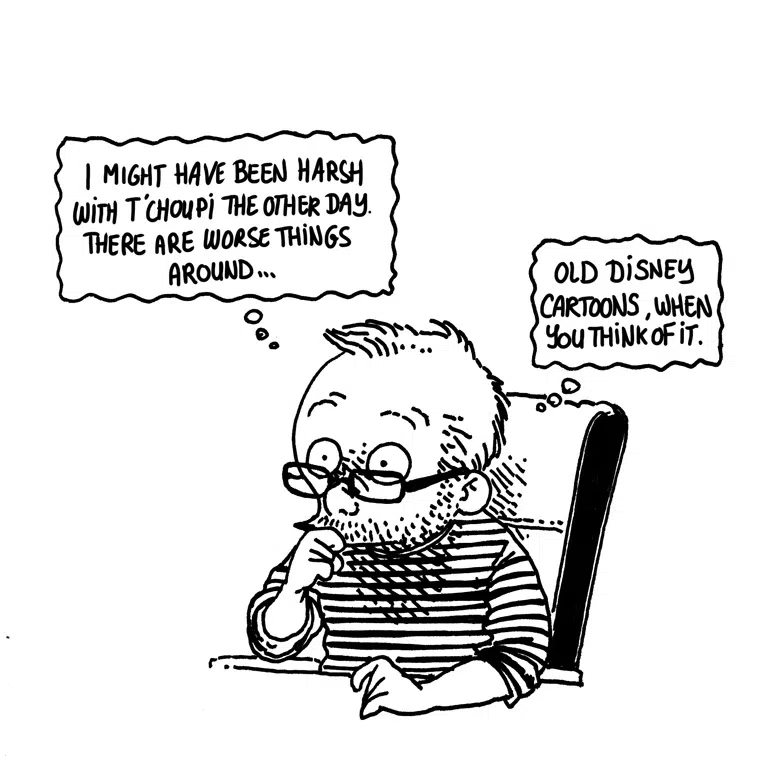 I MIGHT HAVE BEEN HARSH
WITH T'CHOUPi THE OTHER DAY.
THERE ARE WORSE THINGS
AROUND...
OLD DiSNEY
CARTOONS, WHEN
YOU THiNK OF iT.